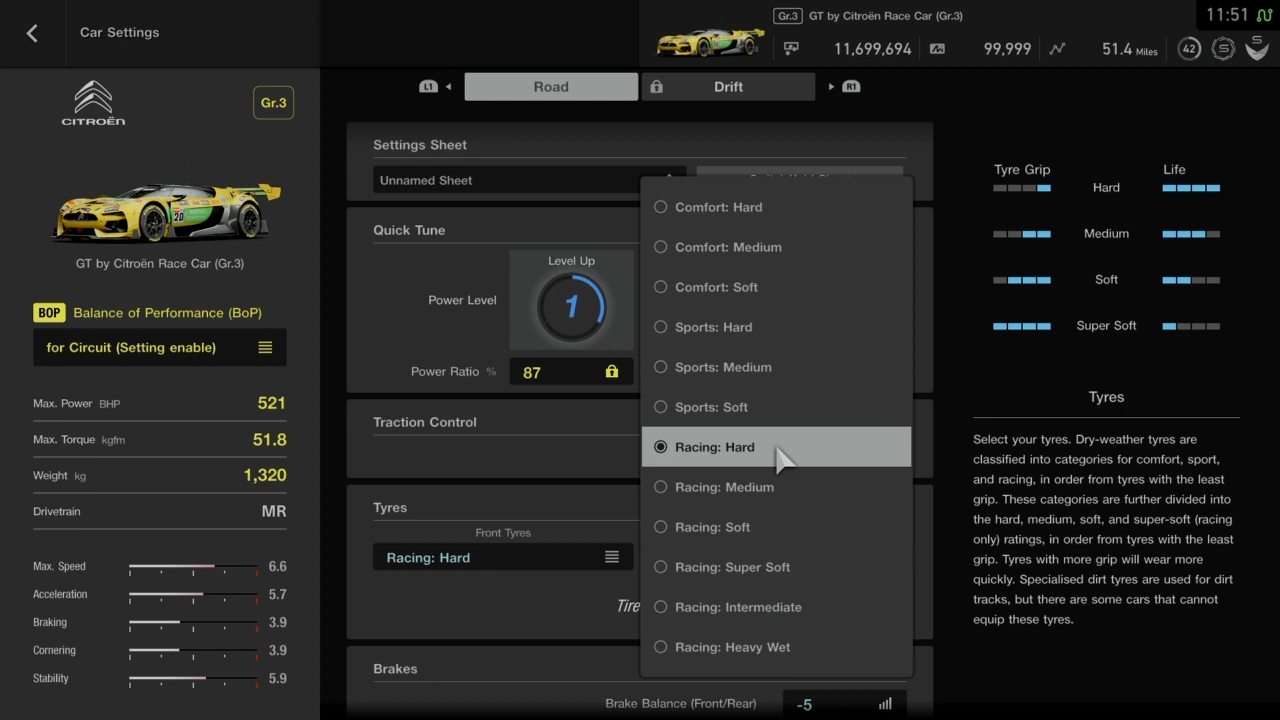 Car Settings
Gr.3 GT by Citroën Race Car (Gr.3)
11,699,694
99,999
51.4 Miles
42
S
S
11:51
CITROËN
Gr.3
20
GT by Citroën Race Car (Gr.3)
BOP Balance of Performance (BoP)
for Circuit (Setting enable)
Max. Power BHP 521
Max. Torque kgfm 51.8
Weight kg 1,320
Drivetrain MR
Max. Speed 6.6
Acceleration 5.7
Braking 3.9
Cornering 3.9
Stability 5.9
L1 Road Drift R1
Settings Sheet
Unnamed Sheet
Quick Tune
Power Level
Level Up
1
Power Ratio % 87
Traction Control
Tyres
Front Tyres
Racing: Hard
Tire
Brakes
Brake Balance (Front/Rear) -5
Comfort: Hard
Comfort: Medium
Comfort: Soft
Sports: Hard
Sports: Medium
Sports: Soft
Racing: Hard
Racing: Medium
Racing: Soft
Racing: Super Soft
Racing: Intermediate
Racing: Heavy Wet
Tyre Grip Life
Hard
Medium
Soft
Super Soft
Tyres
Select your tyres. Dry-weather tyres are
classified into categories for comfort, sport,
and racing, in order from tyres with the least
grip. These categories are further divided into
the hard, medium, soft, and super-soft (racing
only) ratings, in order from tyres with the least
grip. Tyres with more grip will wear more
quickly. Specialised dirt tyres are used for dirt
tracks, but there are some cars that cannot
equip these tyres.